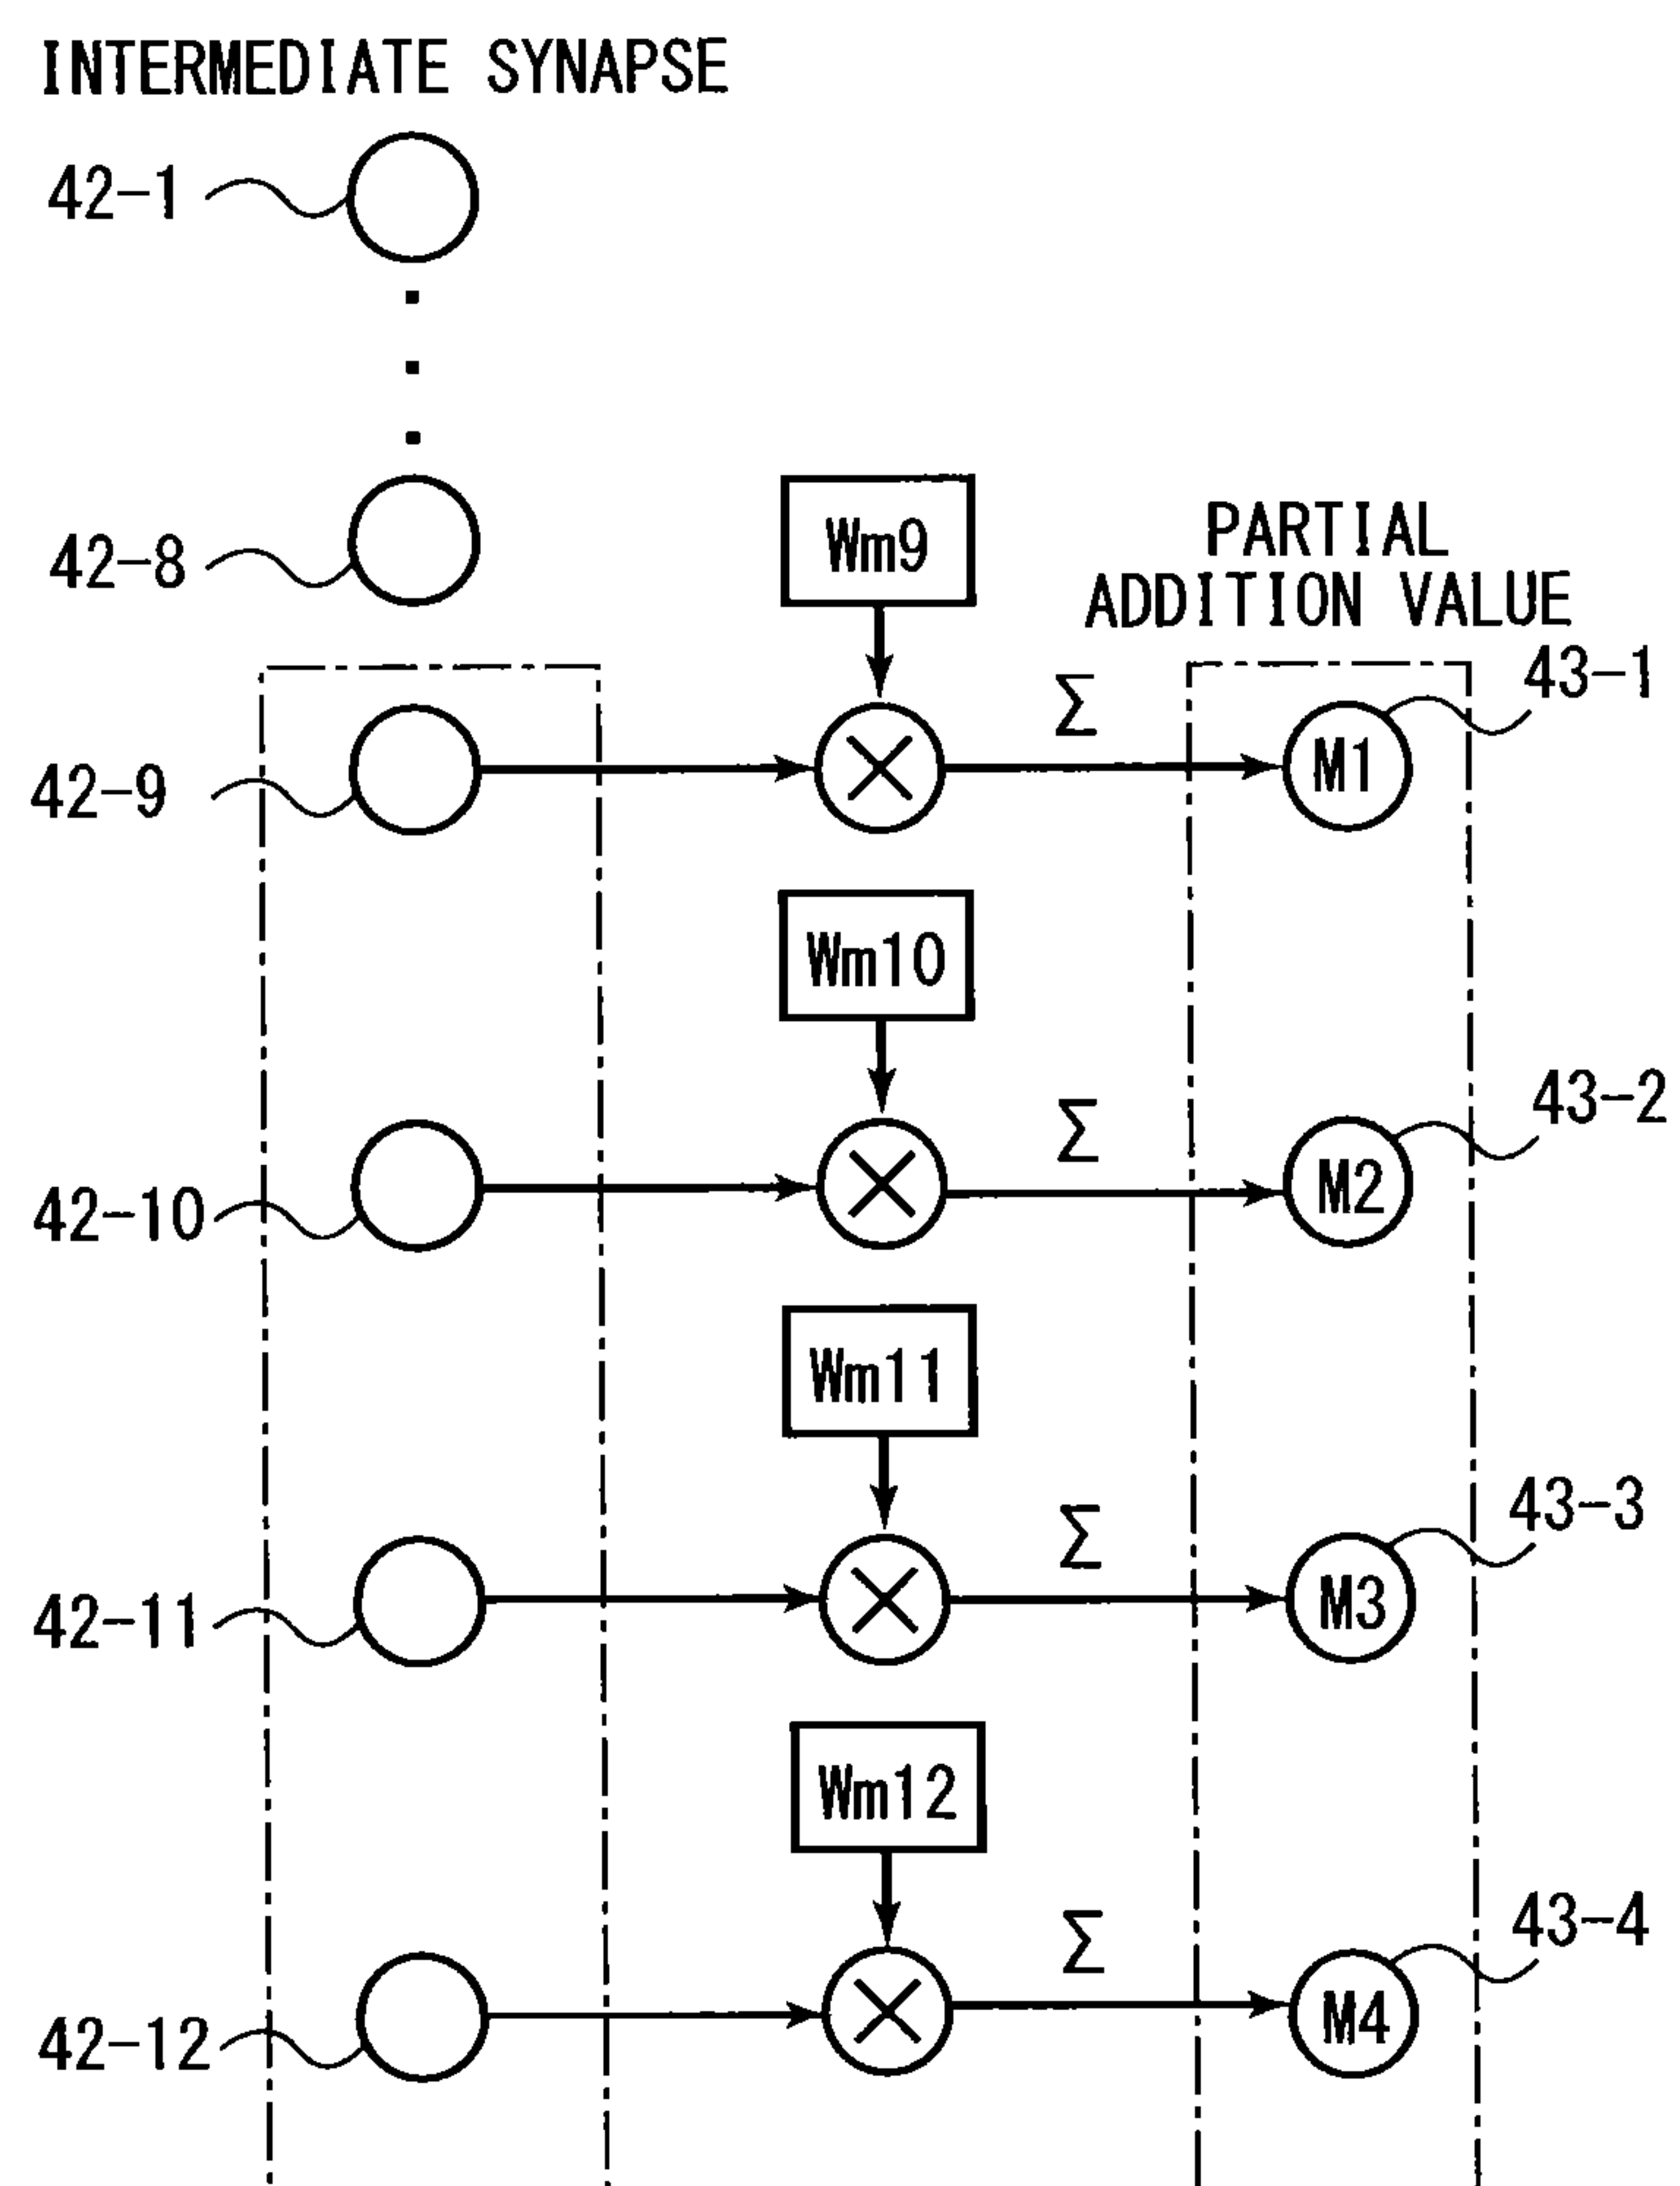 INTERMEDIATE SYNAPSE
42-1
42-8
Wm9
PARTIAL
ADDITION VALUE
43-1
Σ
42-9
M1
Wm10
43-2
Σ
42-10
M2
Wm11
43-3
Σ
42-11
M3
Wm12
43-4
Σ
42-12
M4